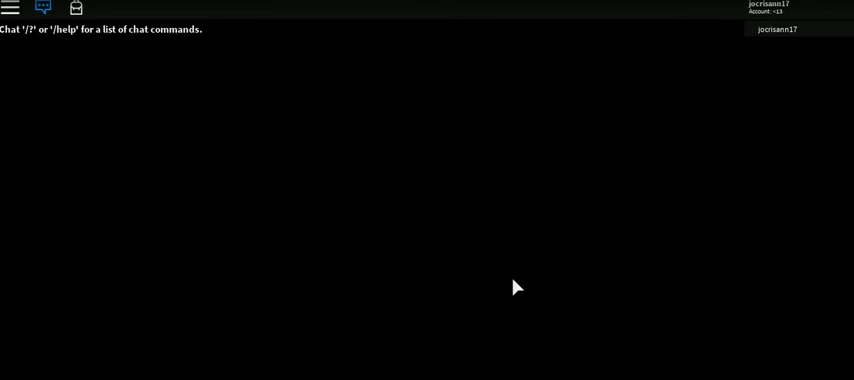 jocrisann17
Account: <13
Chat '/?' or '/help' for a list of chat commands.
jocrisann17